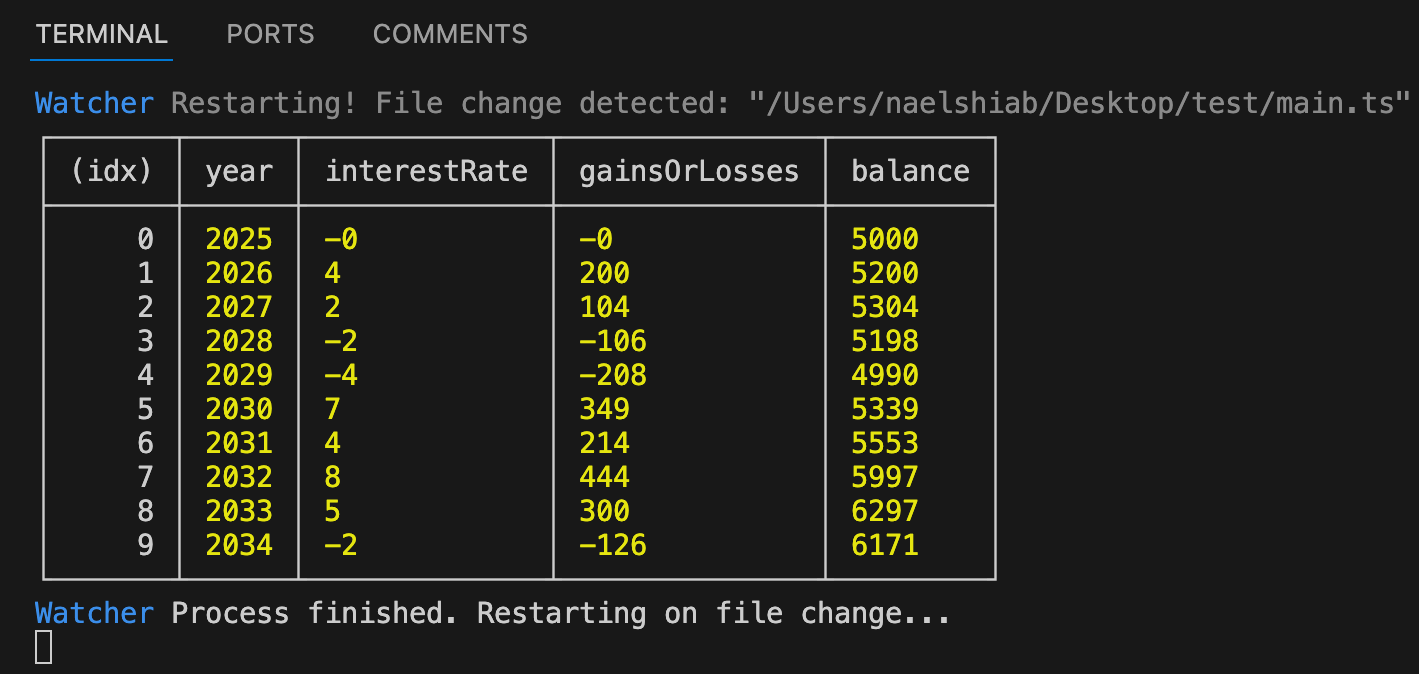 TERMINAL PORTS COMMENTS
Watcher Restarting! File change detected: "/Users/naelshiab/Desktop/test/main.ts"
(idx) year interestRate gainsOrLosses balance
0 2025 -0 -0 5000
1 2026 4 200 5200
2 2027 2 104 5304
3 2028 -2 -106 5198
4 2029 -4 -208 4990
5 2030 7 349 5339
6 2031 4 214 5553
7 2032 8 444 5997
8 2033 5 300 6297
9 2034 -2 -126 6171
Watcher Process finished. Restarting on file change...